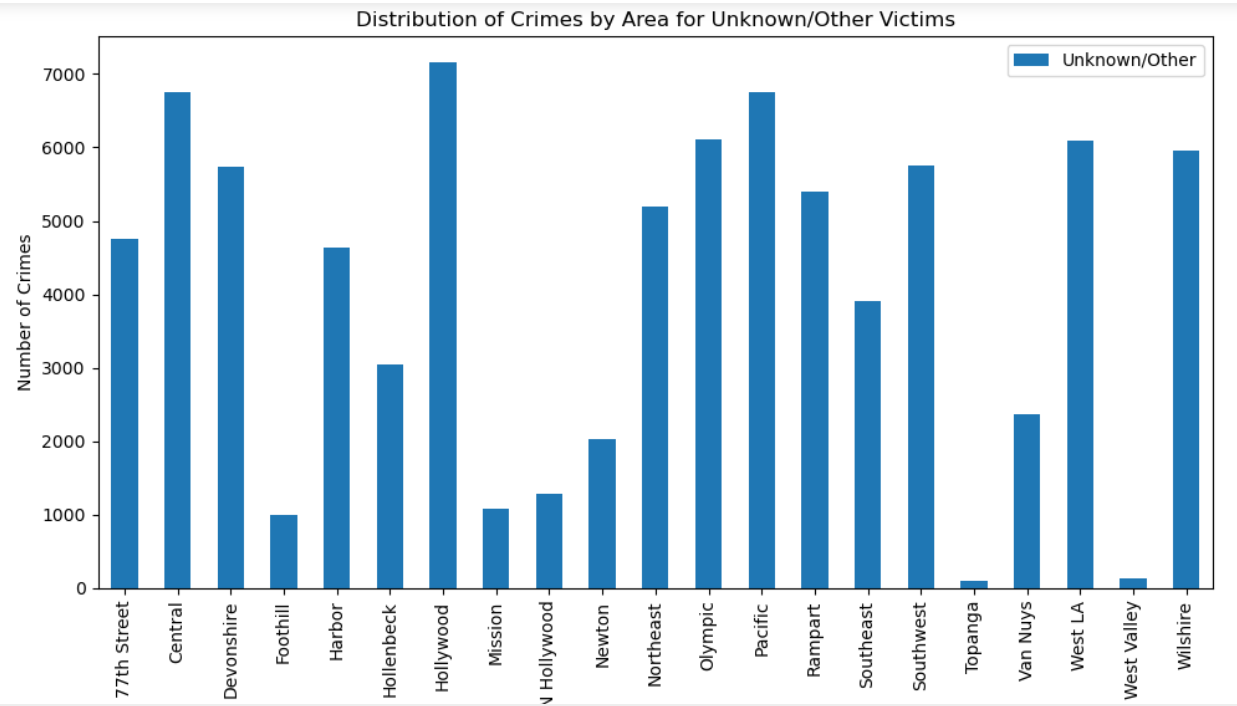 Distribution of Crimes by Area for Unknown/Other Victims
Unknown/Other
Number of Crimes
7000
6000
5000
4000
3000
2000
1000
0
77th Street
Central
Devonshire
Foothill
Harbor
Hollenbeck
Hollywood
Mission
N Hollywood
Newton
Northeast
Olympic
Pacific
Rampart
Southeast
Southwest
Topanga
Van Nuys
West LA
West Valley
Wilshire